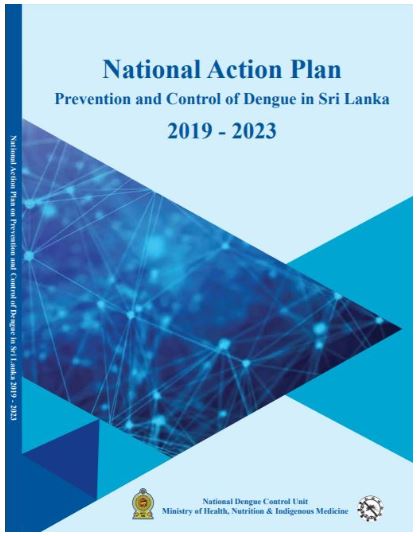 National Action Plan
Prevention and Control of Dengue in Sri Lanka
2019 - 2023
National Action Plan on Prevention and Control of Dengue in Sri Lanka 2019 - 2023
National Dengue Control Unit
Ministry of Health, Nutrition & Indigenous Medicine